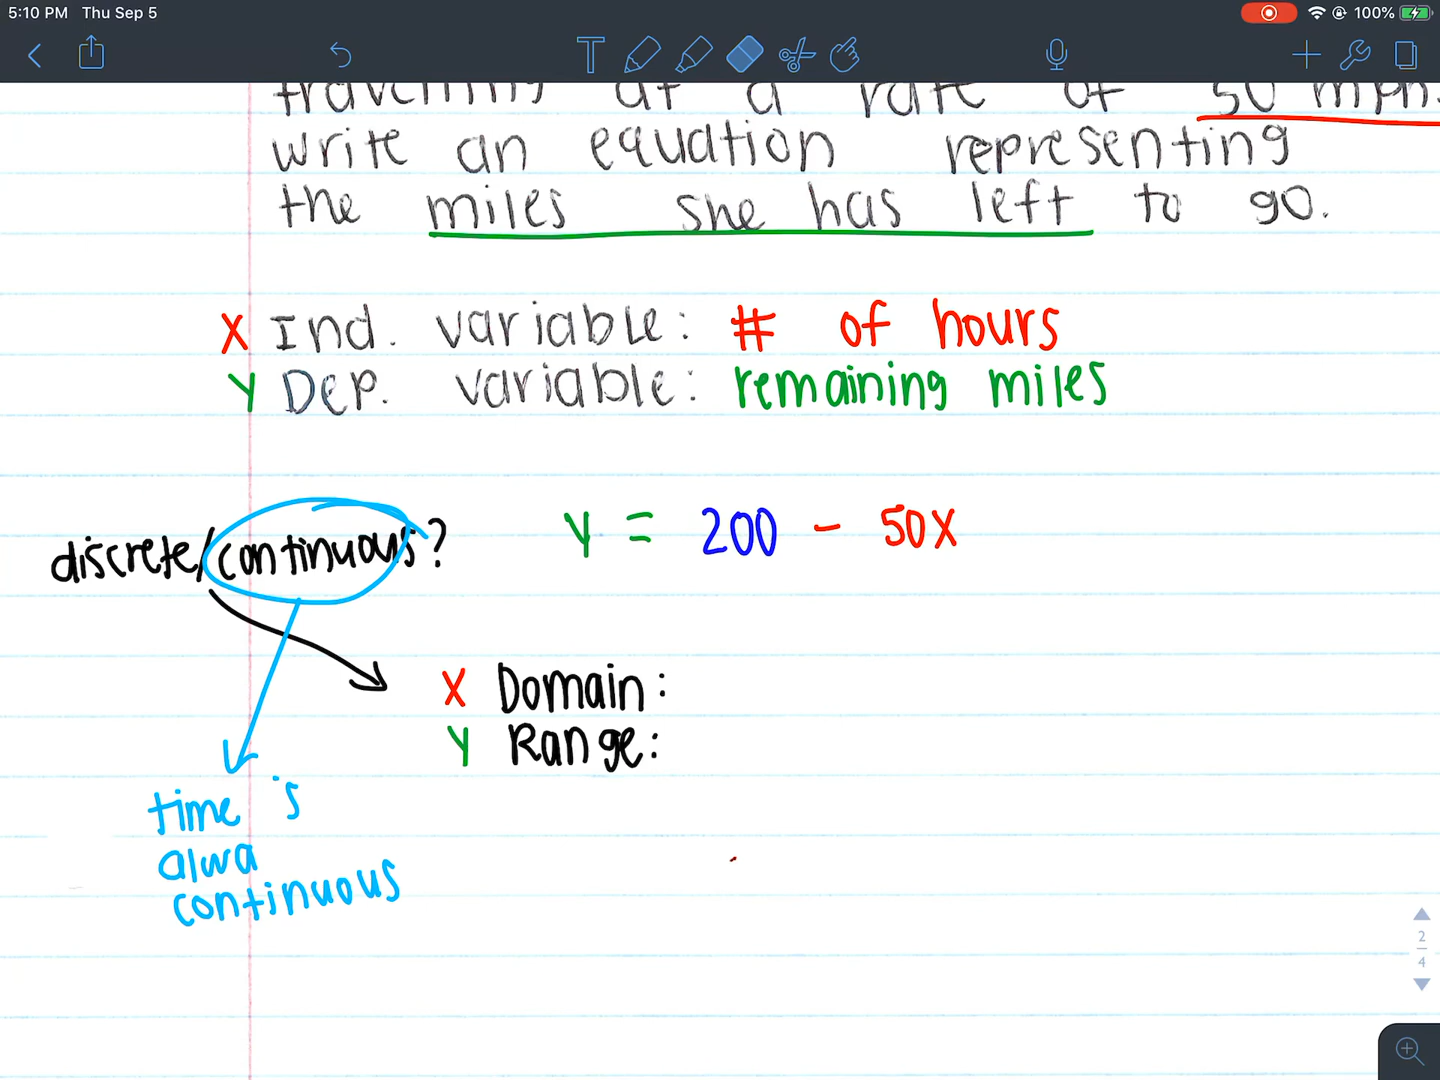 5:10 PM Thu Sep 5
100%
travelling at a rate of 50 mph.
write an equation representing
the miles she has left to go.
X Ind. variable: # of hours
Y Dep. variable: remaining miles
discrete/continuous?
y = 200 - 50x
X Domain:
Y Range:
time is
alwa
continuous
2
4